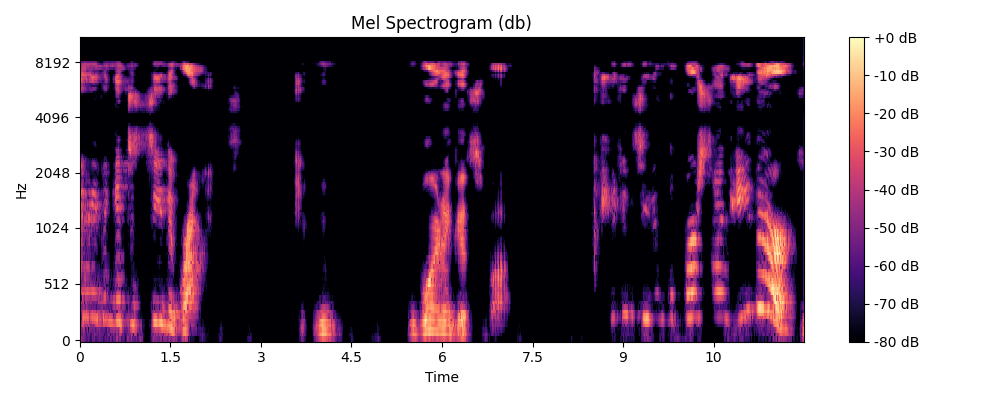 Mel Spectrogram (db)
8192
4096
2048
1024
512
0
Hz
0 1.5 3 4.5 6 7.5 9 10
Time
+0 dB
-10 dB
-20 dB
-30 dB
-40 dB
-50 dB
-60 dB
-70 dB
-80 dB